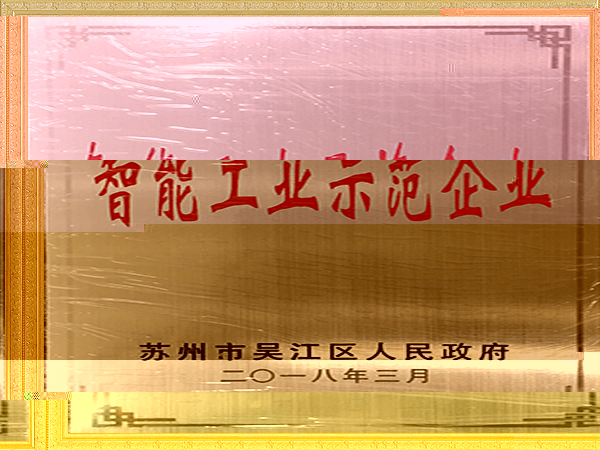 智能工业示范企业
苏州市吴江区人民政府
二〇一八年三月